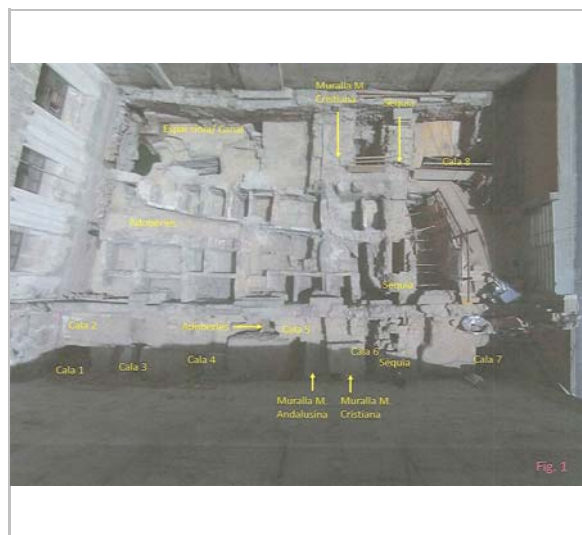 Muralla M.
Cristiana
Sequia
Cala 8
Adoberies
Sequia
Cala 2
Adoberies
Cala 5
Cala 1
Cala 3
Cala 4
Cala 6
Sequia
Cala 7
Muralla M.
Andalusina
Muralla M.
Cristiana
Fig. 1